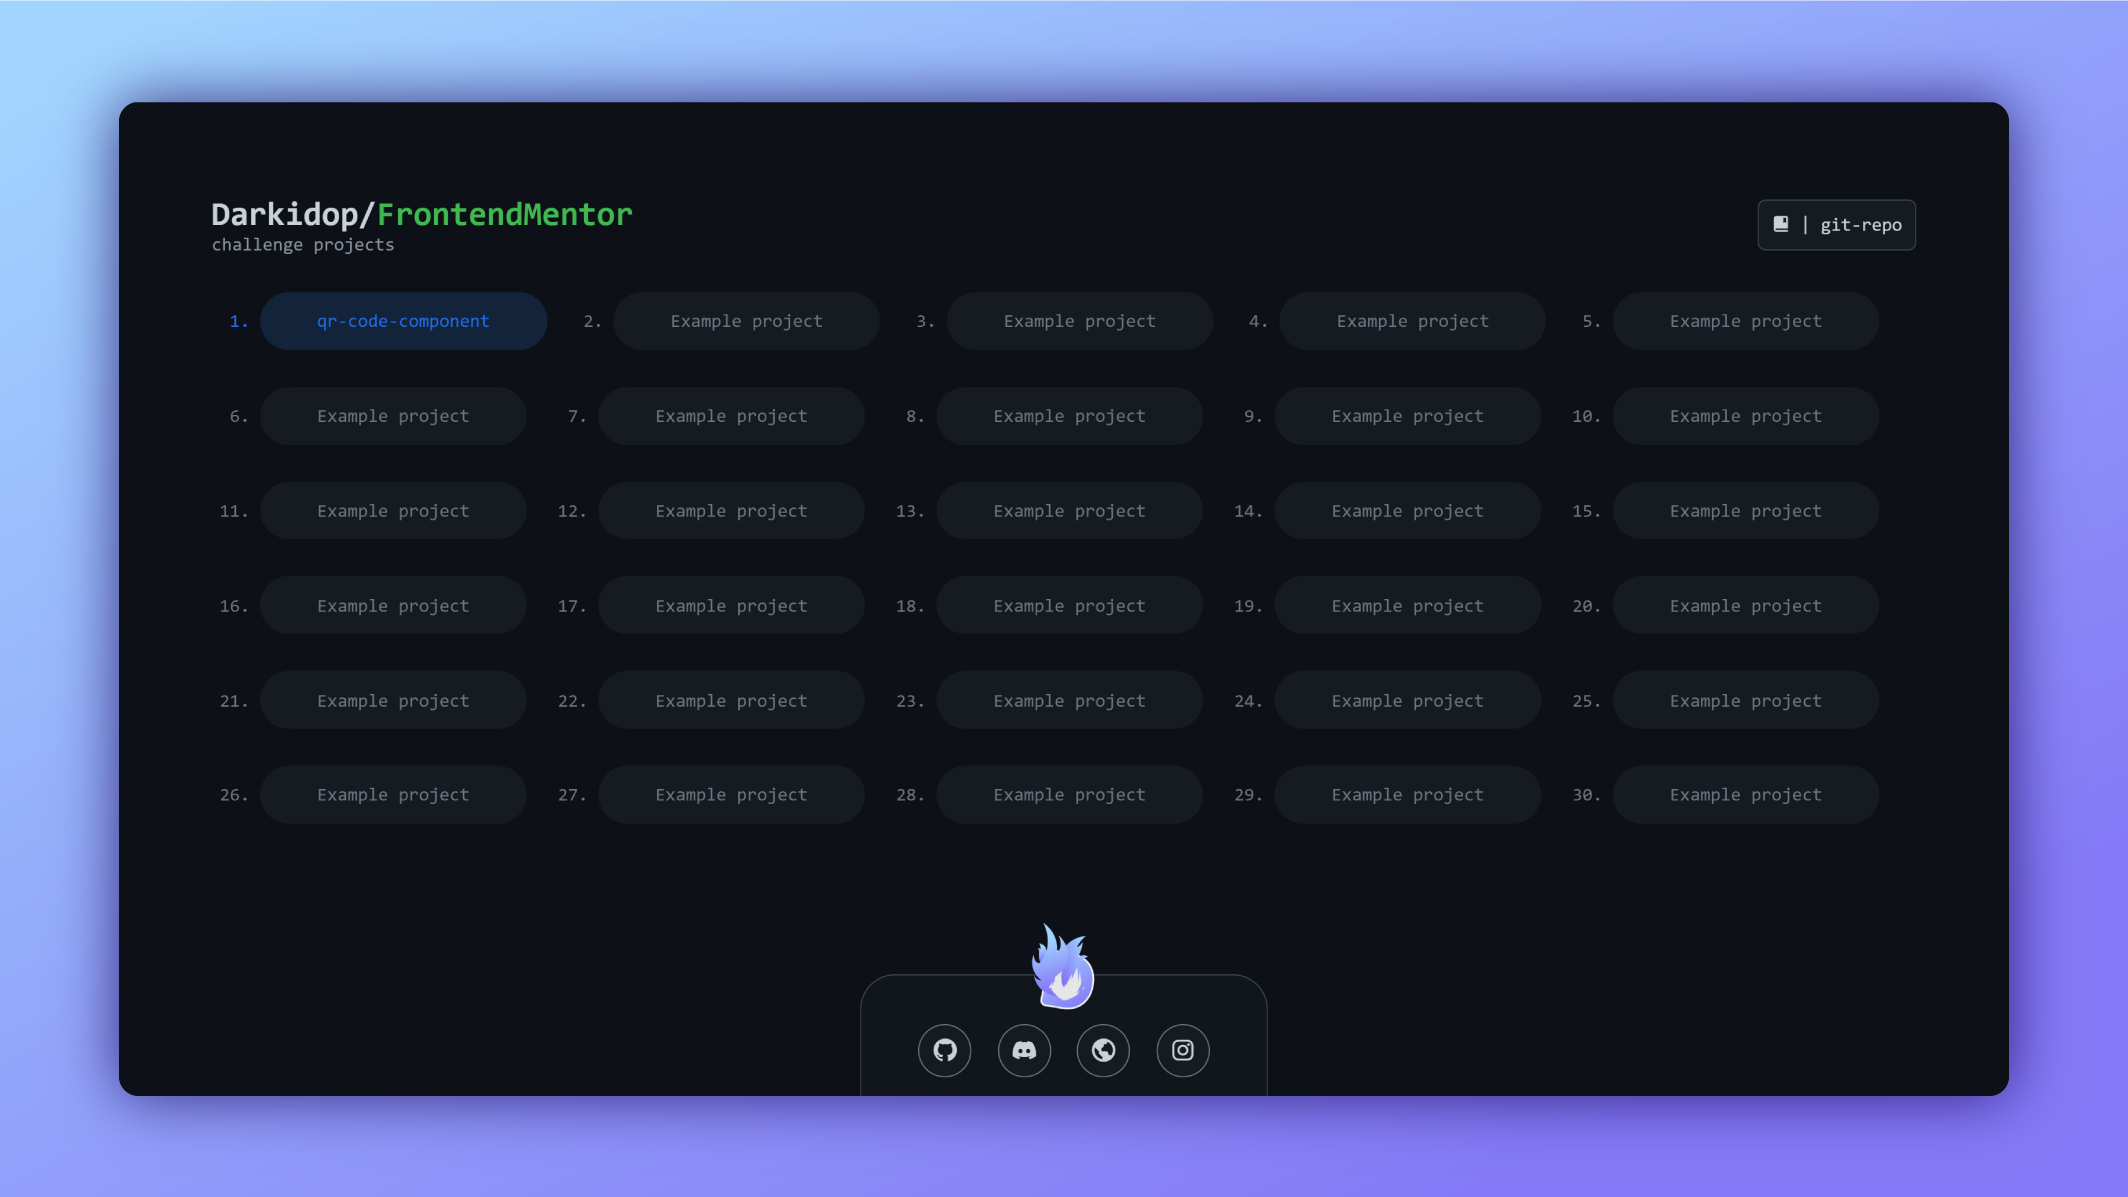 Darkidop/FrontendMentor
challenge projects
| git-repo
1. qr-code-component 2. Example project 3. Example project 4. Example project 5. Example project
6. Example project 7. Example project 8. Example project 9. Example project 10. Example project
11. Example project 12. Example project 13. Example project 14. Example project 15. Example project
16. Example project 17. Example project 18. Example project 19. Example project 20. Example project
21. Example project 22. Example project 23. Example project 24. Example project 25. Example project
26. Example project 27. Example project 28. Example project 29. Example project 30. Example project